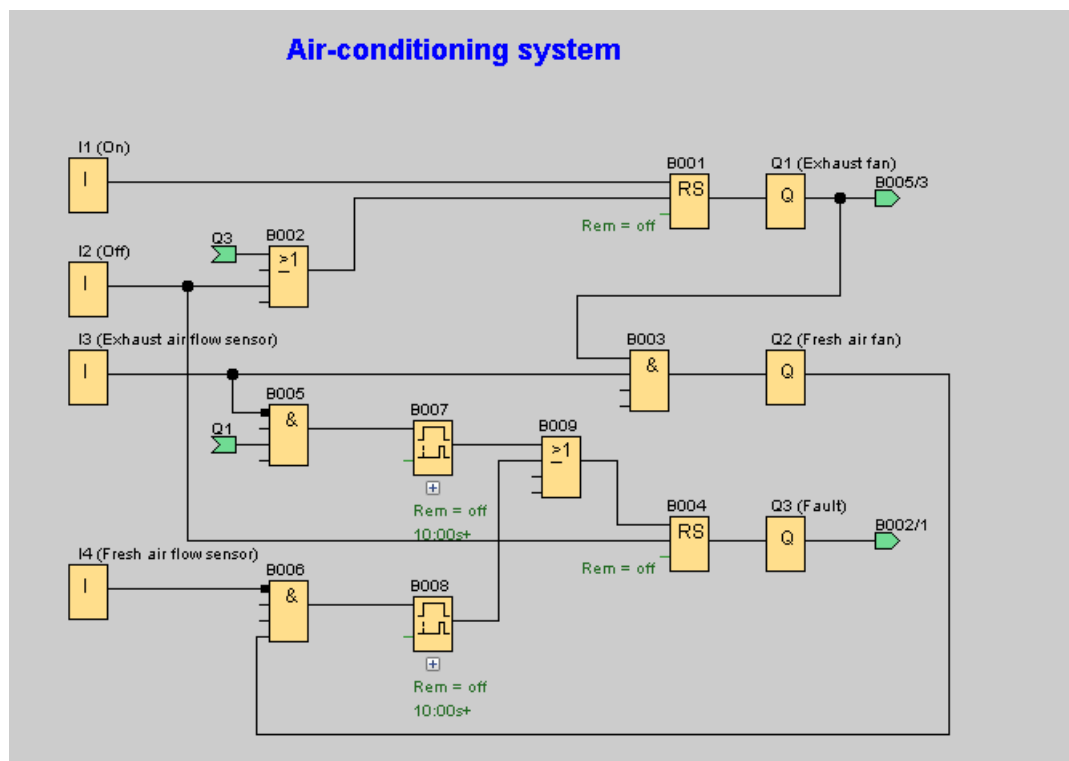 Air-conditioning system
I1 (On)
I
B001
RS
Rem = off
Q1 (Exhaust fan)
Q
B005/3
I2 (Off)
I
Q3
B002
>1
I3 (Exhaust air flow sensor)
I
B003
&
Q2 (Fresh air fan)
Q
B005
&
Q1
B007
Rem = off
10:00s+
B009
>1
B004
RS
Rem = off
Q3 (Fault)
Q
B002/1
I4 (Fresh air flow sensor)
I
B006
&
B008
Rem = off
10:00s+